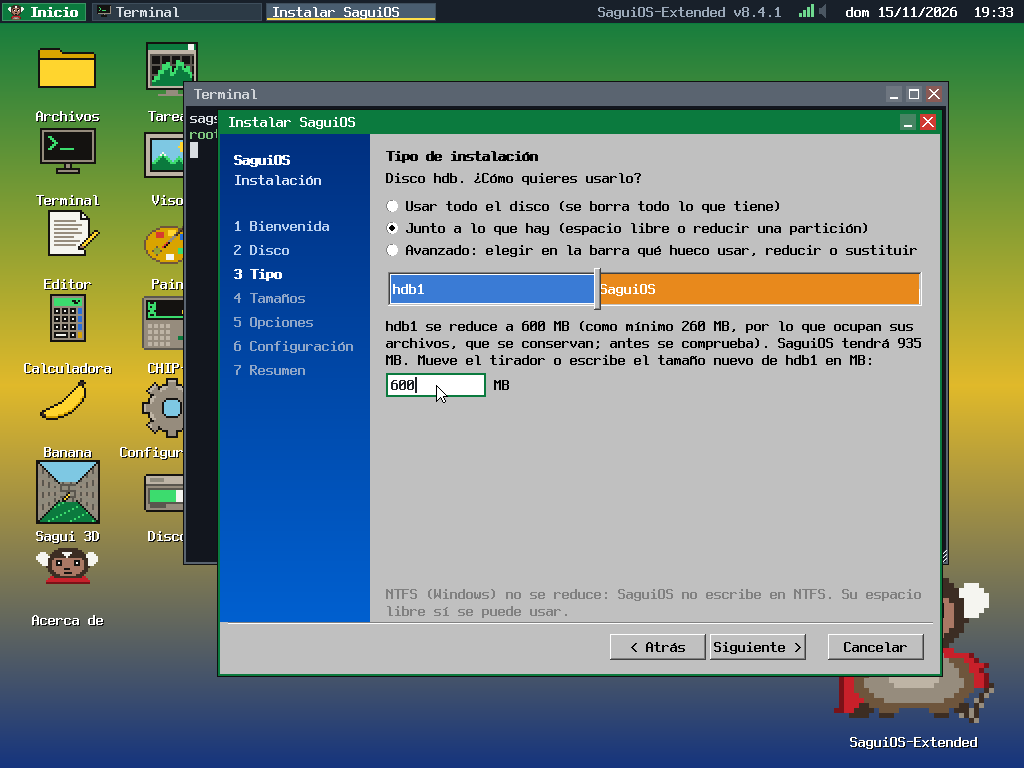 Inicio
Terminal
Instalar SaguiOS
SaguiOS-Extended v8.4.1
dom 15/11/2026
19:33
Archivos
Terminal
Editor
Calculadora
Banana
Sagui 3D
Acerca de
Terminal
Instalar SaguiOS
SaguiOS
Instalación
1 Bienvenida
2 Disco
3 Tipo
4 Tamaños
5 Opciones
6 Configuración
7 Resumen
Tipo de instalación
Disco hdb. ¿Cómo quieres usarlo?
Usar todo el disco (se borra todo lo que tiene)
Junto a lo que hay (espacio libre o reducir una partición)
Avanzado: elegir en la barra qué hueco usar, reducir o sustituir
hdb1
SaguiOS
hdb1 se reduce a 600 MB (como mínimo 260 MB, por lo que ocupan sus
archivos, que se conservan; antes se comprueba). SaguiOS tendrá 935
MB. Mueve el tirador o escribe el tamaño nuevo de hdb1 en MB:
600 MB
NTFS (Windows) no se reduce: SaguiOS no escribe en NTFS. Su espacio
libre sí se puede usar.
< Atrás
Siguiente >
Cancelar
SaguiOS-Extended